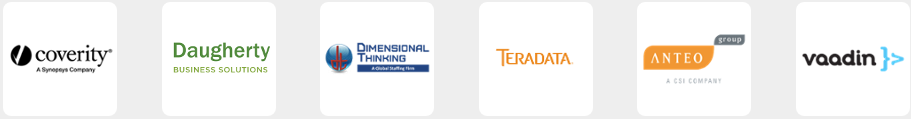 coverity®
A Synopsys Company
Daugherty
BUSINESS SOLUTIONS
DIMENSIONAL
THINKING
A Global Staffing Firm
TERADATA
group
ANTEO
A CSI COMPANY
vaadin }>